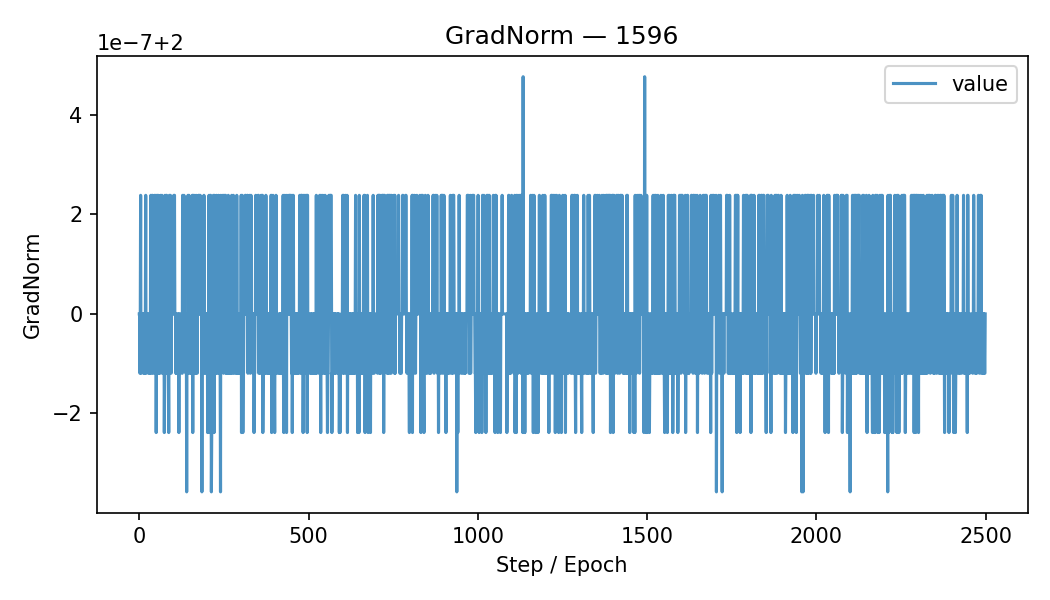 GradNorm — 1596
1e−7+2
value
4
2
0
−2
GradNorm
0 500 1000 1500 2000 2500
Step / Epoch